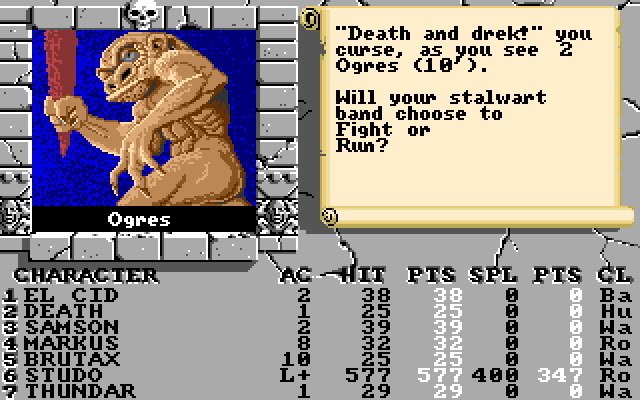 "Death and drek!" you
curse, as you see 2
Ogres (10').
Will your stalwart
band choose to
Fight or
Run?
Ogres
CHARACTER AC HIT PTS SPL PTS CL
1 EL CID 2 38 38 0 0 Ba
2 DEATH 1 25 25 0 0 Hu
3 SAMSON 2 39 39 0 0 Wa
4 MARKUS 8 32 32 0 0 Ro
5 BRUTAX 10 25 25 0 0 Wa
6 STUDO L+ 577 577 400 347 Ro
7 THUNDAR 1 29 29 0 0 Wa